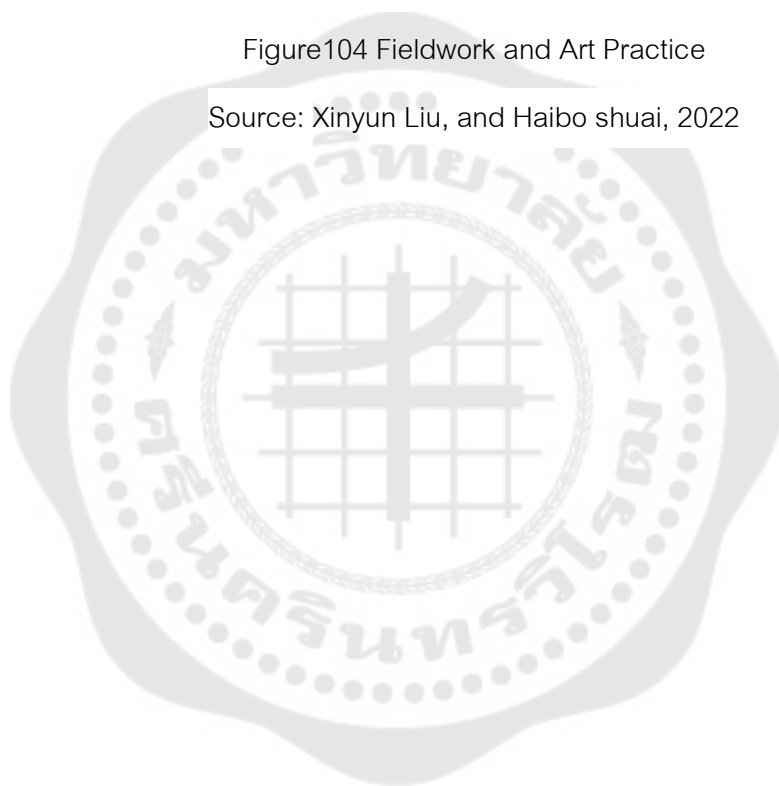 Figure104 Fieldwork and Art Practice
Source: Xinyun Liu, and Haibo shuai, 2022
มหาวิทยาลัย
ศรีนครินทรวิโรฒ